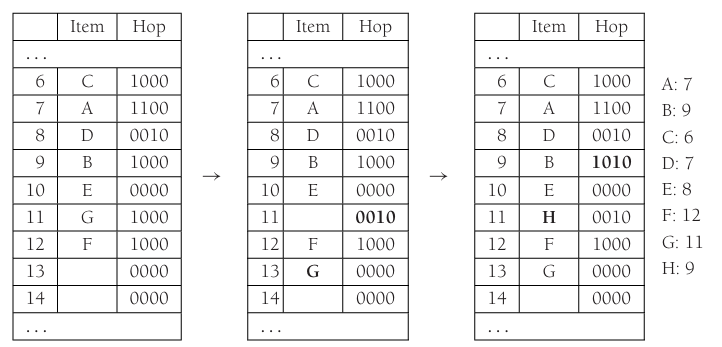 Item Hop
...
6 C 1000
7 A 1100
8 D 0010
9 B 1000
10 E 0000
11 G 1000
12 F 1000
13 0000
14 0000
...
→
Item Hop
...
6 C 1000
7 A 1100
8 D 0010
9 B 1000
10 E 0000
11 0010
12 F 1000
13 G 0000
14 0000
...
→
Item Hop
...
6 C 1000
7 A 1100
8 D 0010
9 B 1010
10 E 0000
11 H 0010
12 F 1000
13 G 0000
14 0000
...
A: 7
B: 9
C: 6
D: 7
E: 8
F: 12
G: 11
H: 9